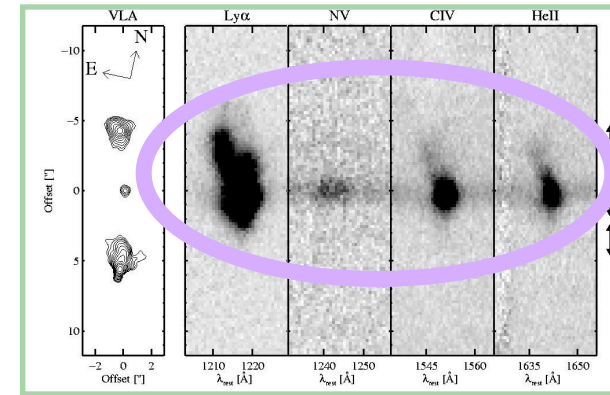 VLA Lyα NV CIV HeII
N
E
-10
-5
0
5
10
Offset ["]
-2 0 2
1210 1220 1240 1250 1545 1560 1635 1650
Offset ["] λrest [Å] λrest [Å] λrest [Å] λrest [Å]